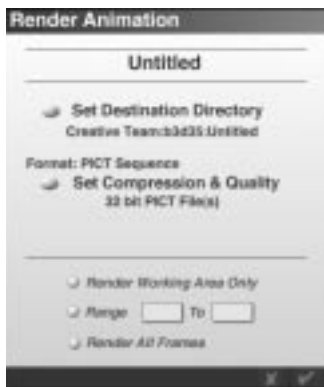 Render Animation
Untitled
Set Destination Directory
Creative Team:b3d35:Untitled
Format: PICT Sequence
Set Compression & Quality
32 bit PICT File(s)
Render Working Area Only
Range To
Render All Frames